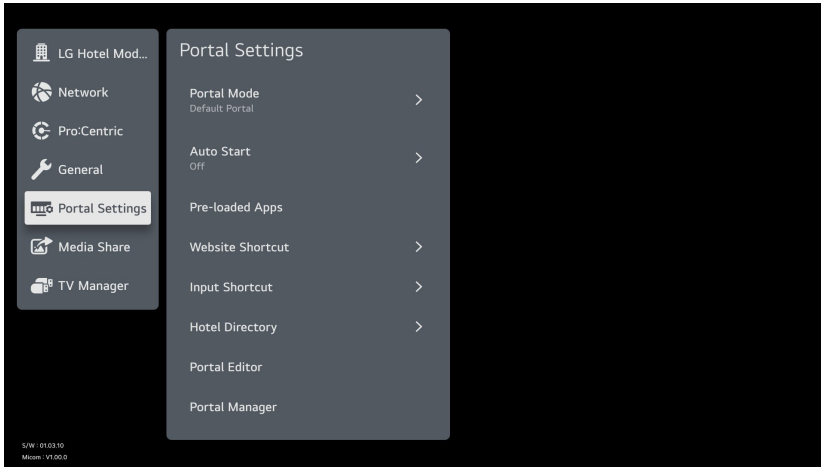 LG Hotel Mod...
Network
Pro:Centric
General
Portal Settings
Media Share
TV Manager
Portal Settings
Portal Mode
Default Portal
Auto Start
Off
Pre-loaded Apps
Website Shortcut
Input Shortcut
Hotel Directory
Portal Editor
Portal Manager
S/W : 01.03.10
Micom : V1.00.0